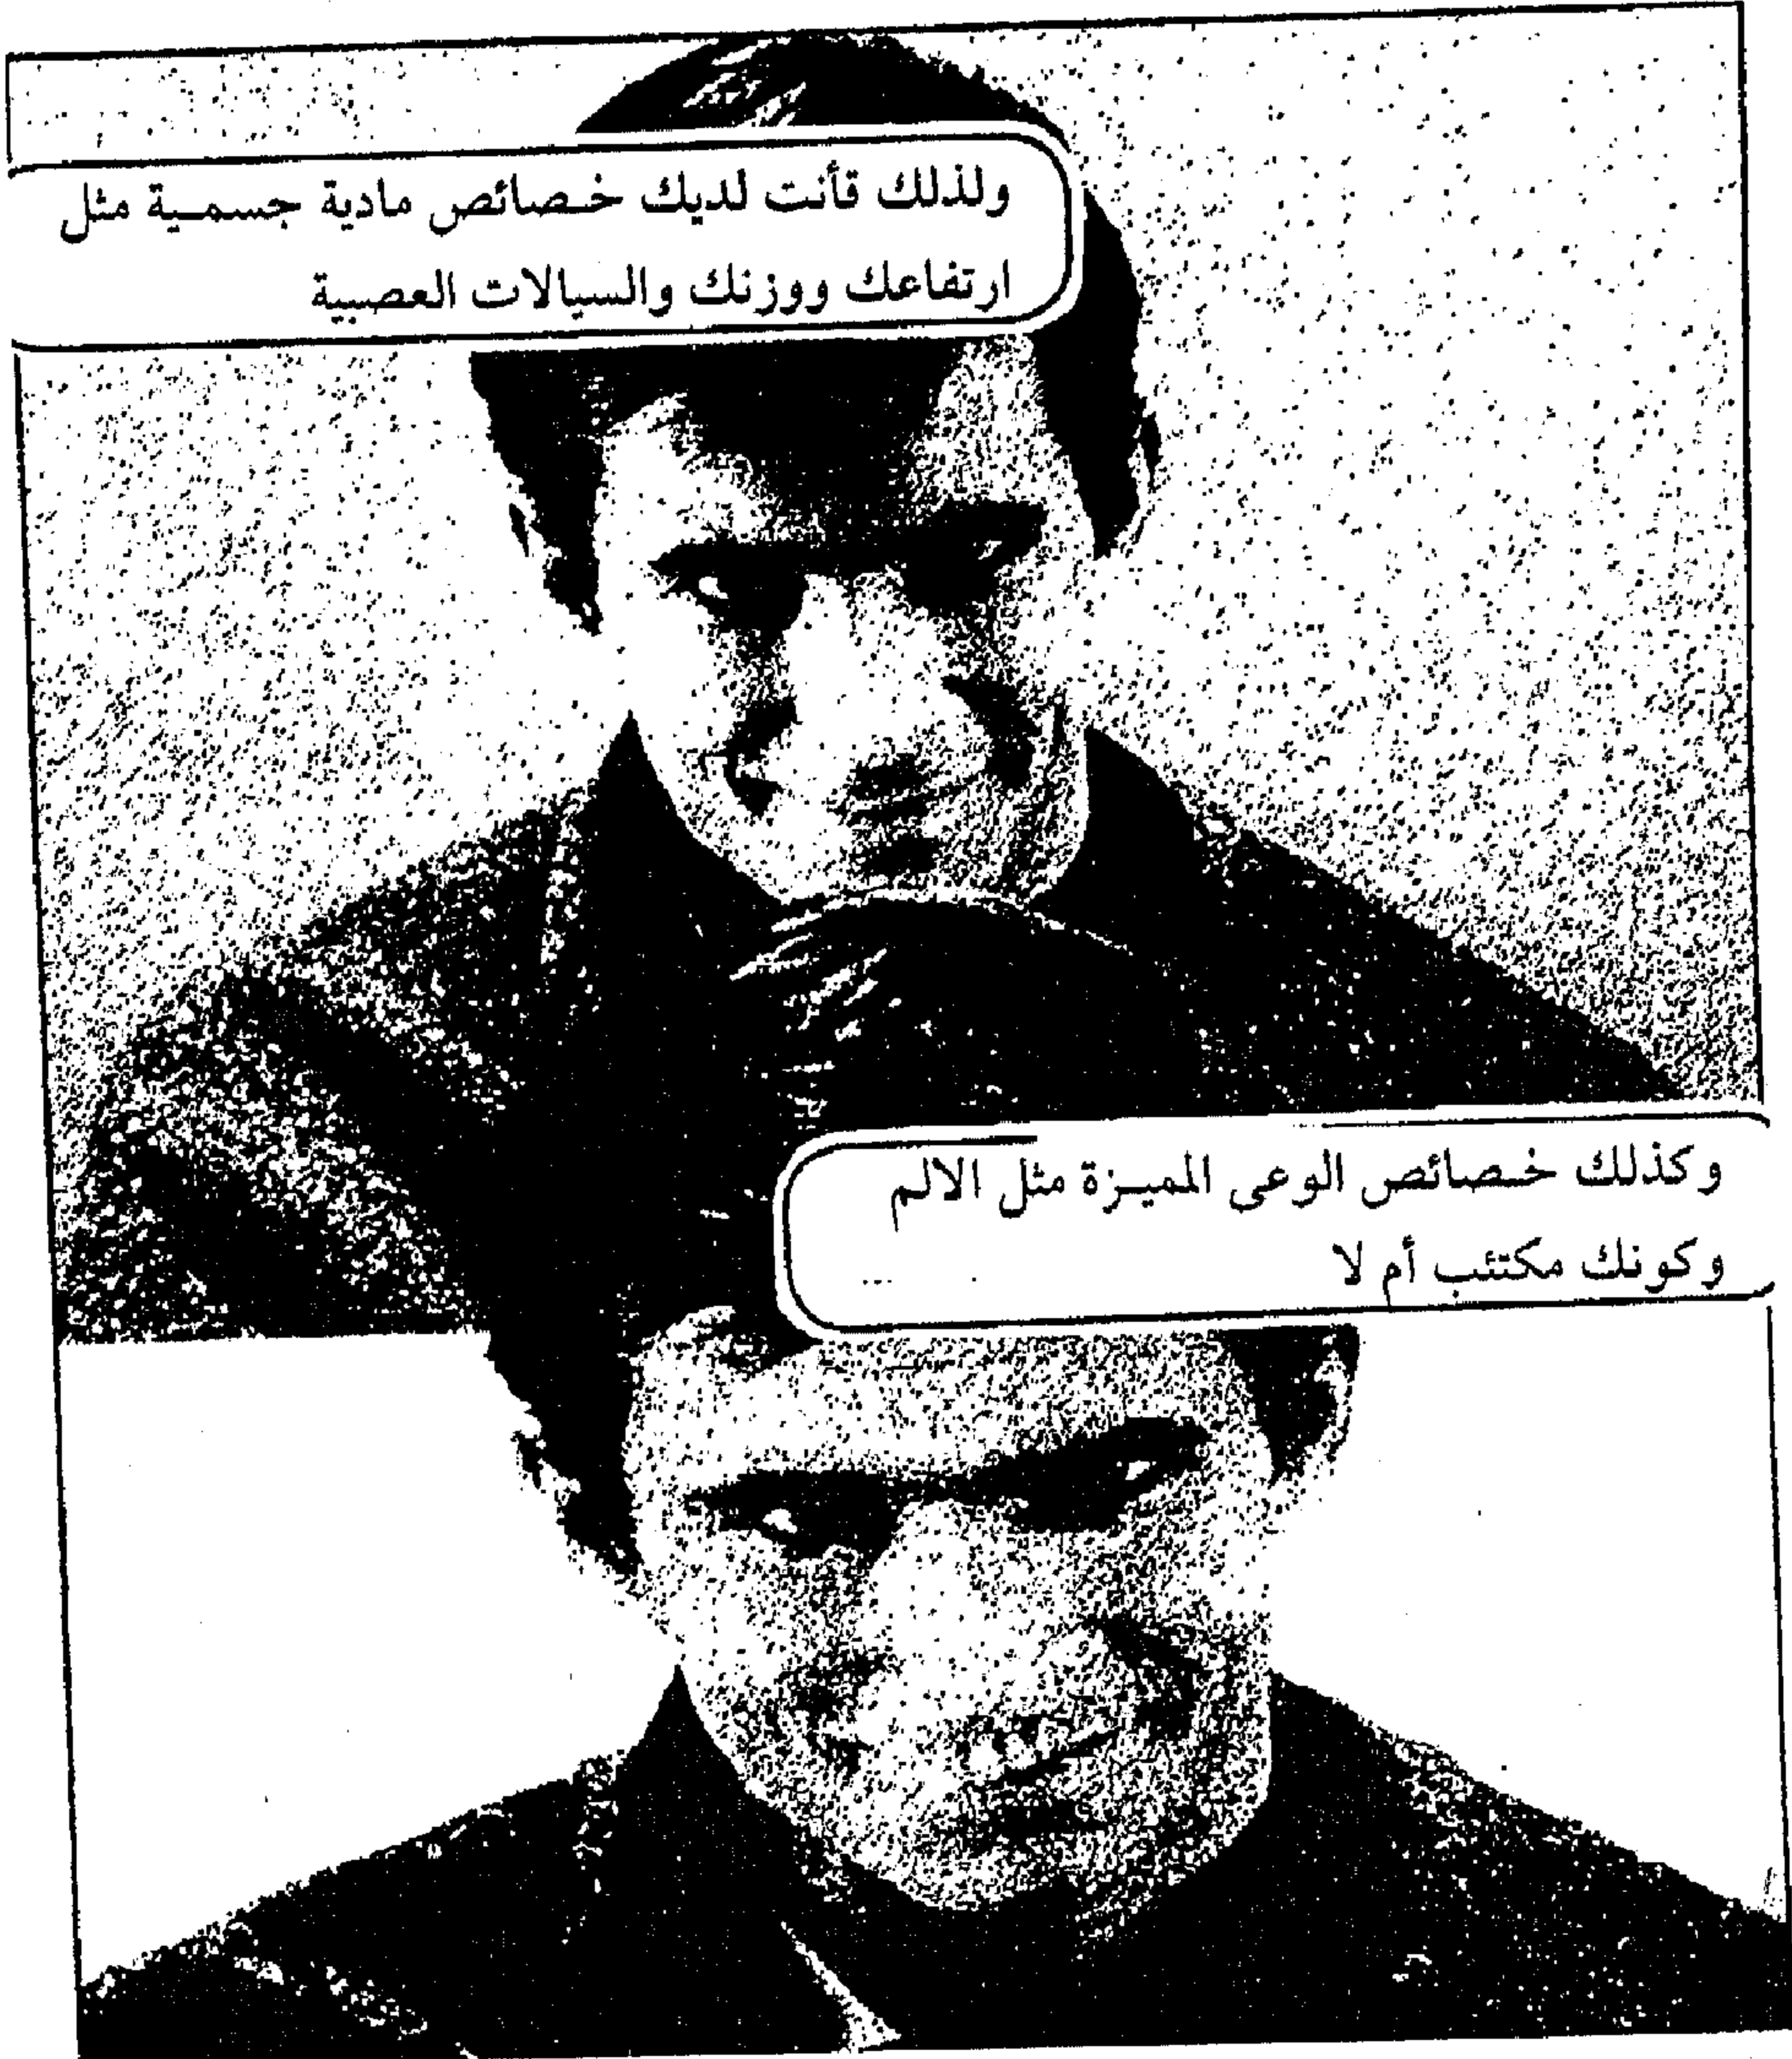 ولذلك قأنت لديك خصائص مادية جسمية مثل
ارتفاعك ووزنك والسيالات العصبية
وكذلك خصائص الوعى المميزة مثل الالم
وكونك مكتئب أم لا ...